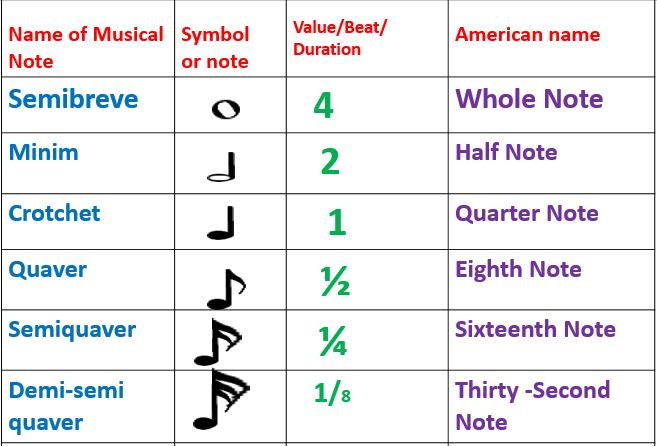 Name of Musical Note
Symbol or note
Value/Beat/ Duration
American name
Semibreve
4
Whole Note
Minim
2
Half Note
Crotchet
1
Quarter Note
Quaver
½
Eighth Note
Semiquaver
¼
Sixteenth Note
Demi-semi quaver
1/8
Thirty -Second Note